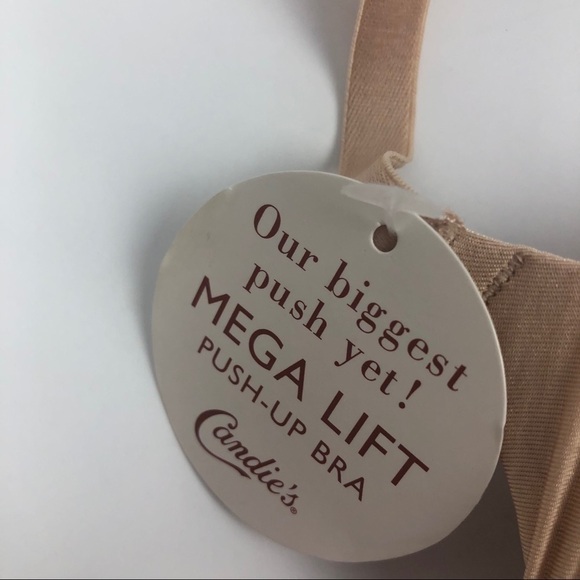 Our biggest
push yet!
MEGA LIFT
PUSH-UP BRA
Candie's®